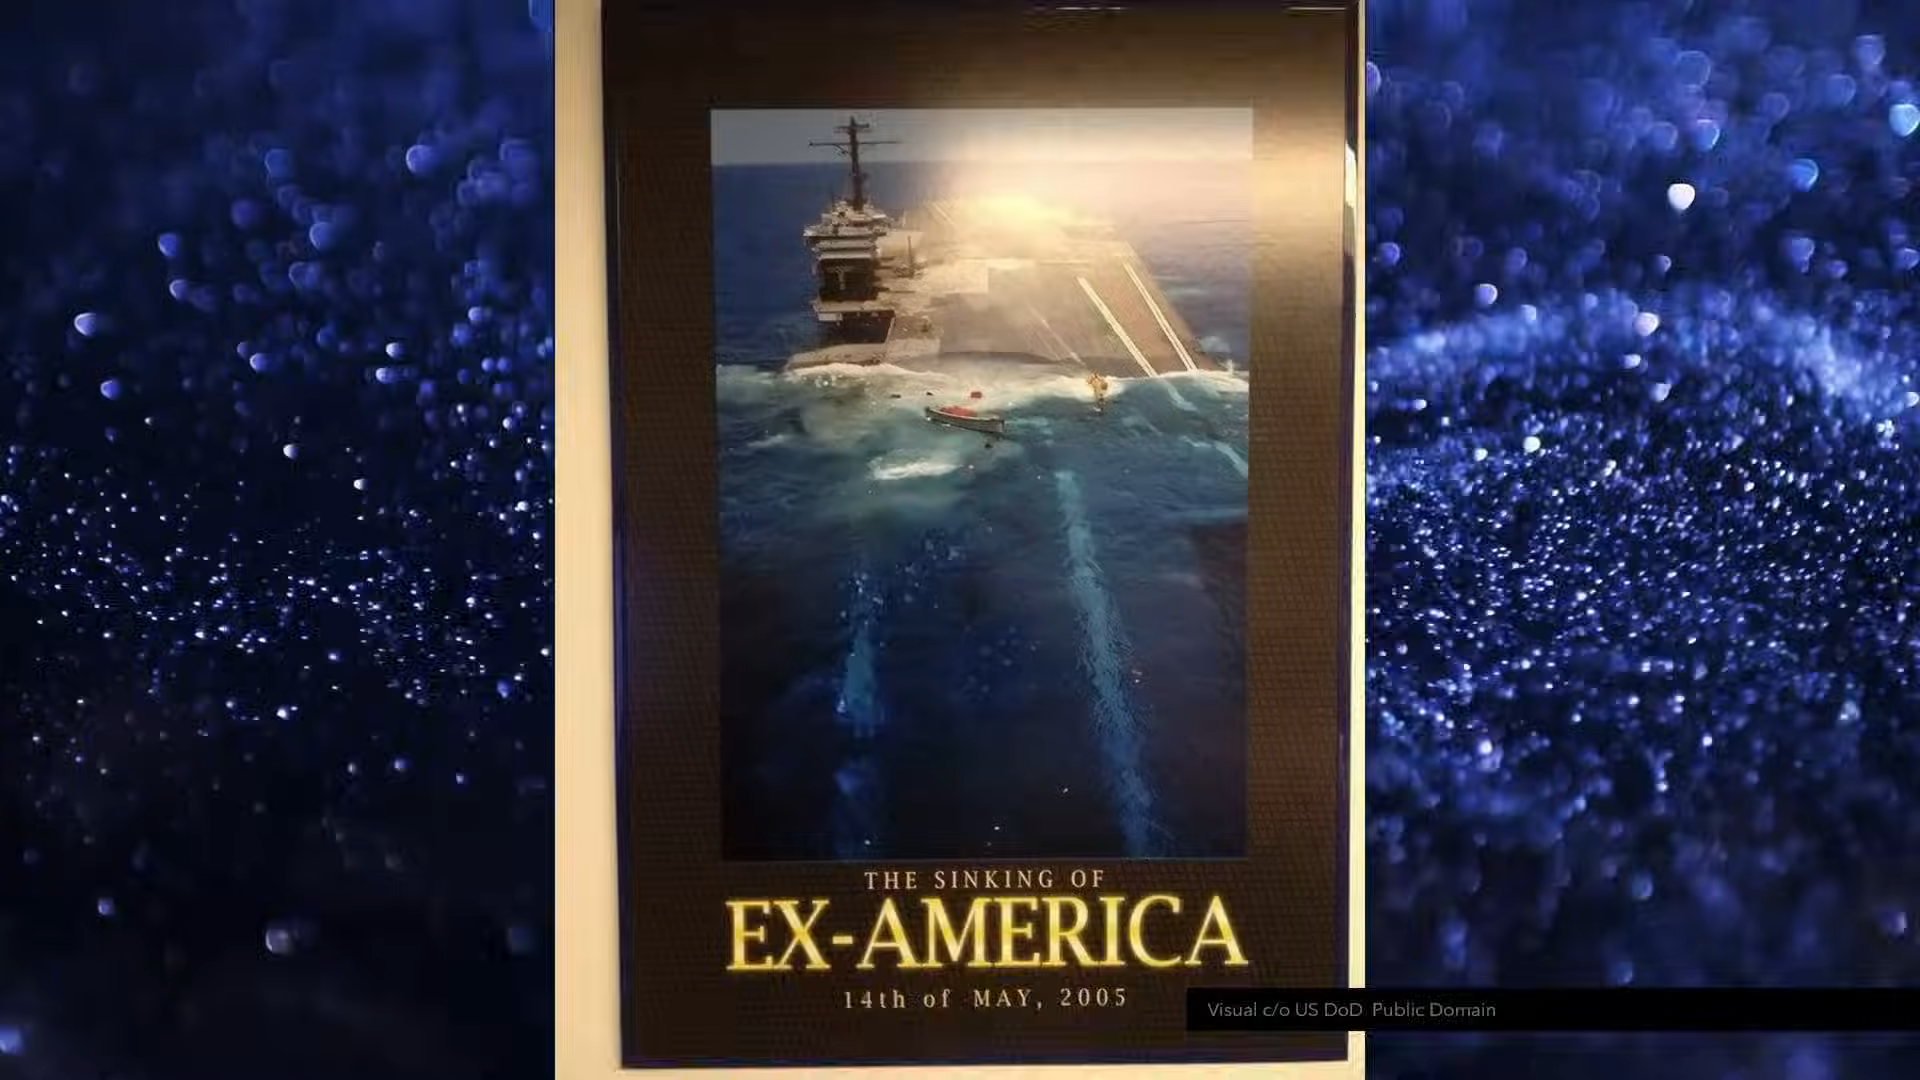 THE SINKING OF
EX-AMERICA
14th of MAY, 2005
Visual c/o US DoD Public Domain